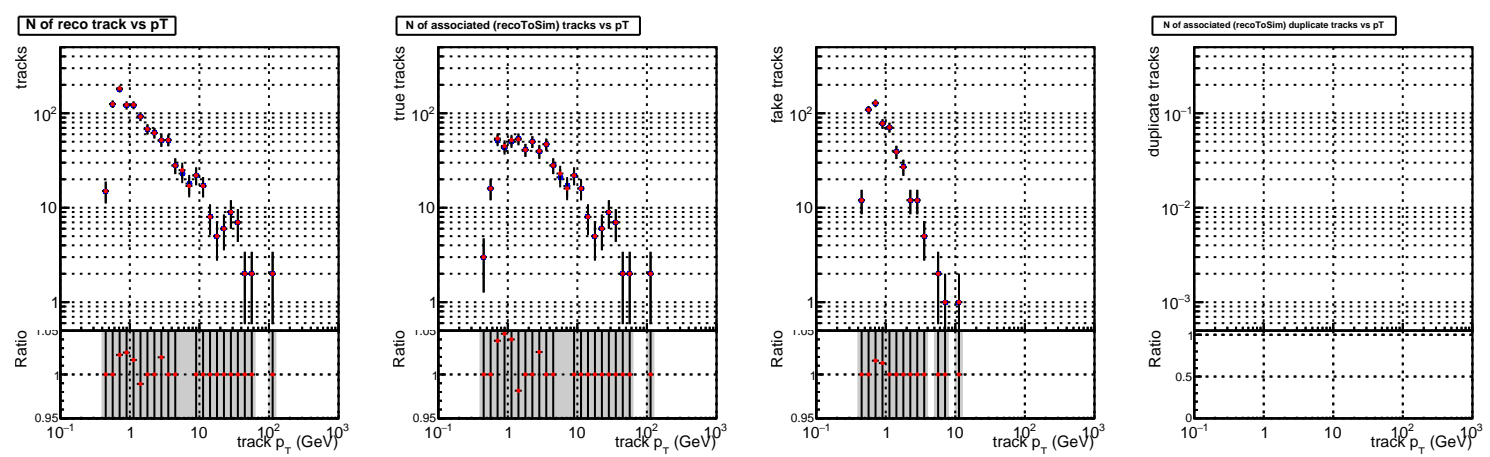 N of reco track vs pT
tracks
10²
10
1
Ratio
1.05
1
0.95
10⁻¹ 1 10 10² 10³
track p_T (GeV)
N of associated (recoToSim) tracks vs pT
true tracks
10²
10
1
Ratio
1.05
1
0.95
10⁻¹ 1 10 10² 10³
track p_T (GeV)
fake tracks
10²
10
1
Ratio
1.05
1
0.95
10⁻¹ 1 10 10² 10³
track p_T (GeV)
N of associated (recoToSim) duplicate tracks vs pT
duplicate tracks
10⁻¹
10⁻²
10⁻³
Ratio
1
0.5
0
10⁻¹ 1 10 10² 10³
track p_T (GeV)